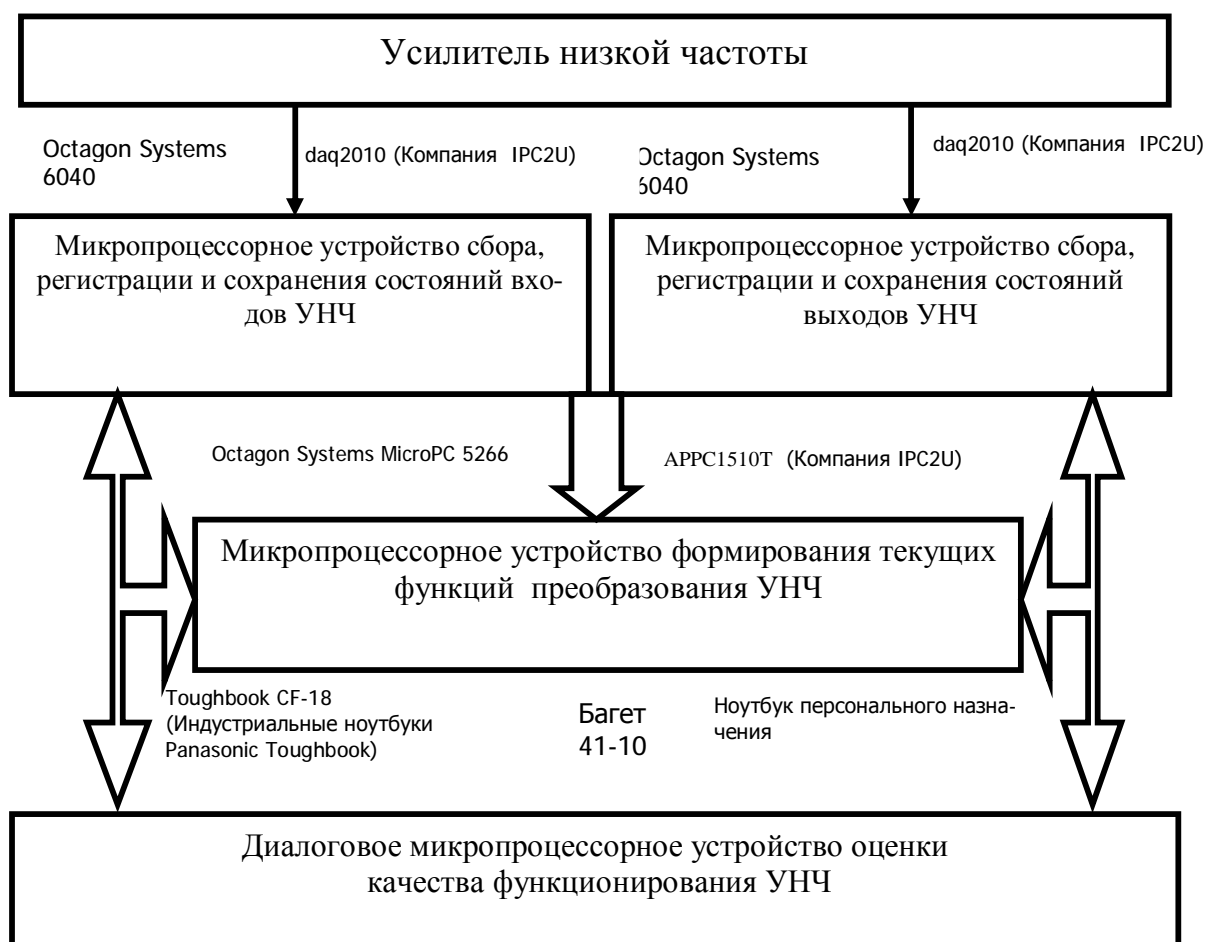 Усилитель низкой частоты
Octagon Systems
6040
daq2010 (Компания IPC2U)
Octagon Systems
6040
daq2010 (Компания IPC2U)
Микропроцессорное устройство сбора,
регистрации и сохранения состояний вхо-
дов УНЧ
Микропроцессорное устройство сбора,
регистрации и сохранения состояний
выходов УНЧ
Octagon Systems MicroPC 5266
APPC1510T (Компания IPC2U)
Микропроцессорное устройство формирования текущих
функций преобразования УНЧ
Toughbook CF-18
(Индустриальные ноутбуки
Panasonic Toughbook)
Багет
41-10
Ноутбук персонального назна-
чения
Диалоговое микропроцессорное устройство оценки
качества функционирования УНЧ